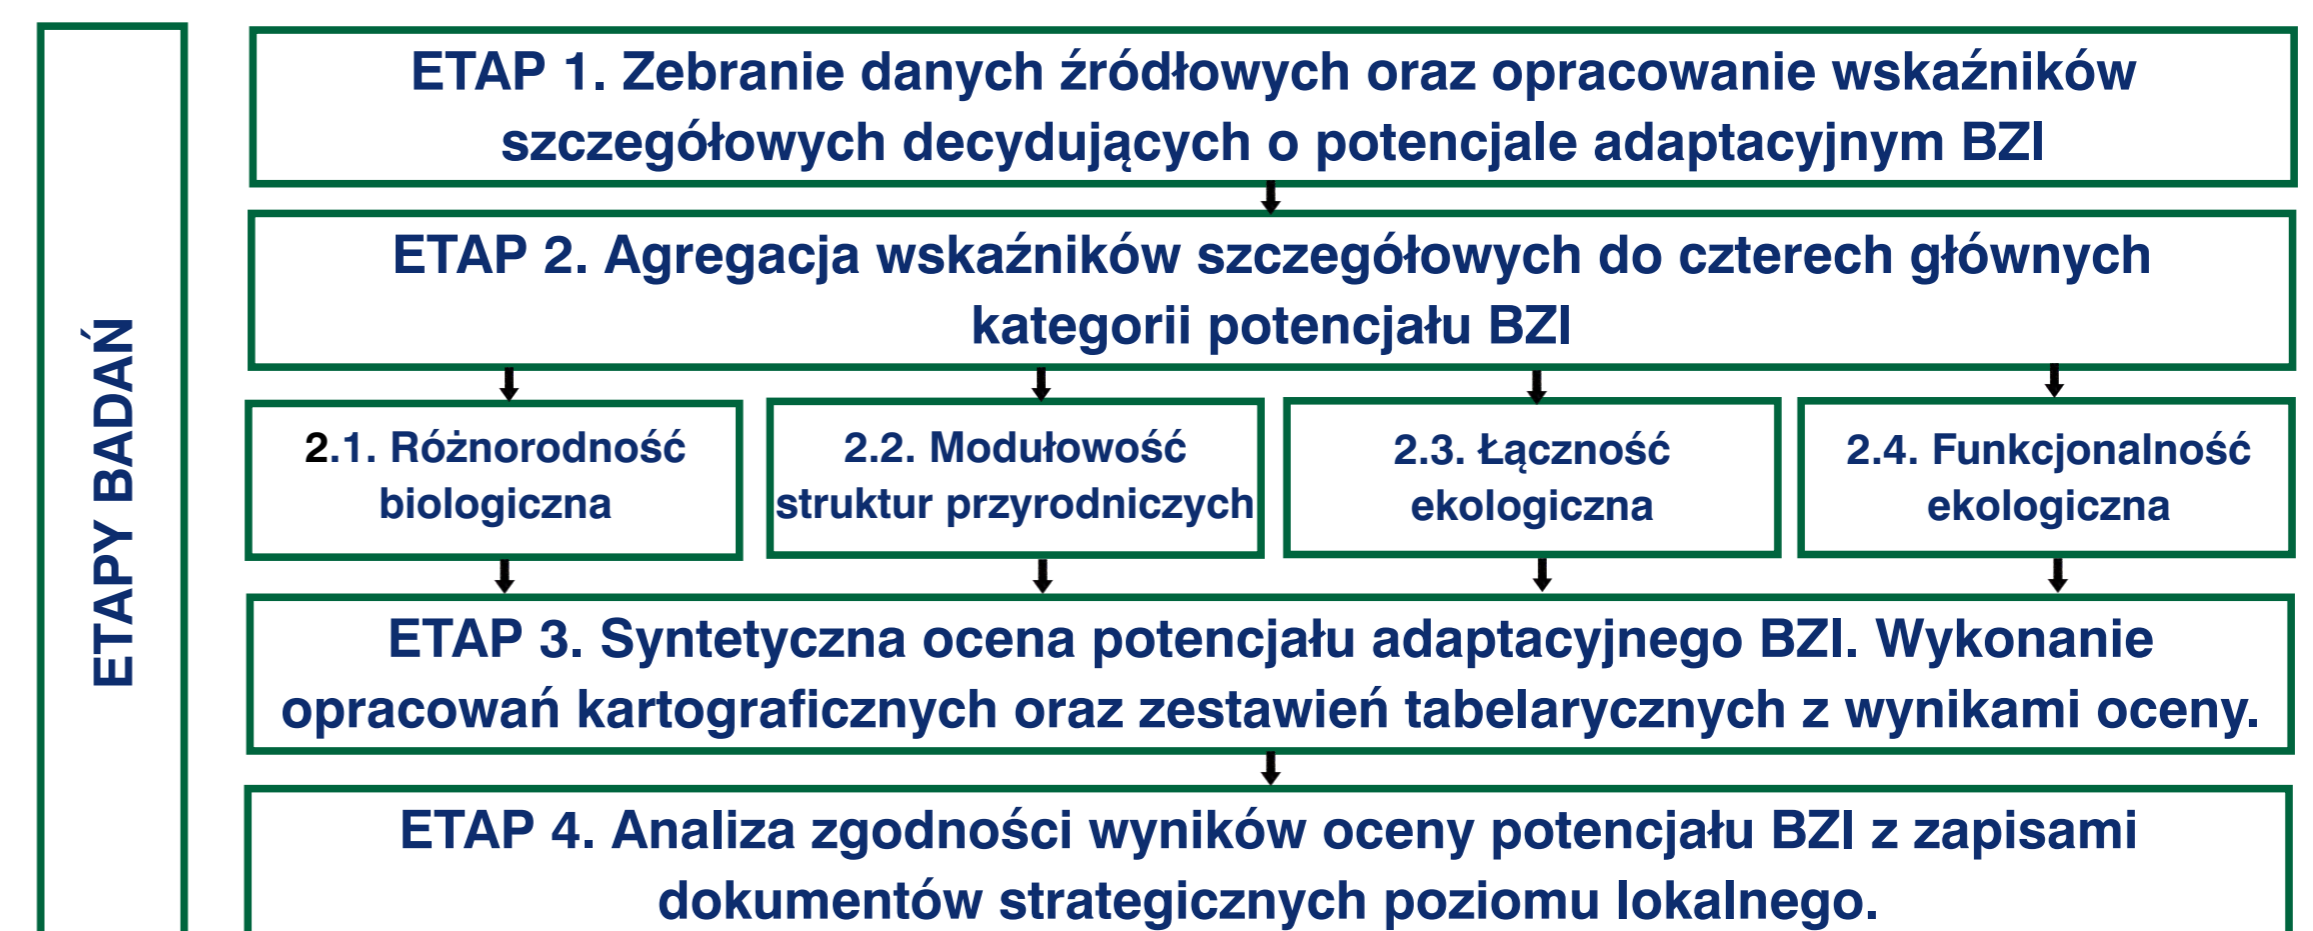 ETAPY BADAŃ
ETAP 1. Zebranie danych źródłowych oraz opracowanie wskaźników
szczegółowych decydujących o potencjale adaptacyjnym BZI
ETAP 2. Agregacja wskaźników szczegółowych do czterech głównych
kategorii potencjału BZI
2.1. Różnorodność
biologiczna
2.2. Modułowość
struktur przyrodniczych
2.3. Łączność
ekologiczna
2.4. Funkcjonalność
ekologiczna
ETAP 3. Syntetyczna ocena potencjału adaptacyjnego BZI. Wykonanie
opracowań kartograficznych oraz zestawień tabelarycznych z wynikami oceny.
ETAP 4. Analiza zgodności wyników oceny potencjału BZI z zapisami
dokumentów strategicznych poziomu lokalnego.